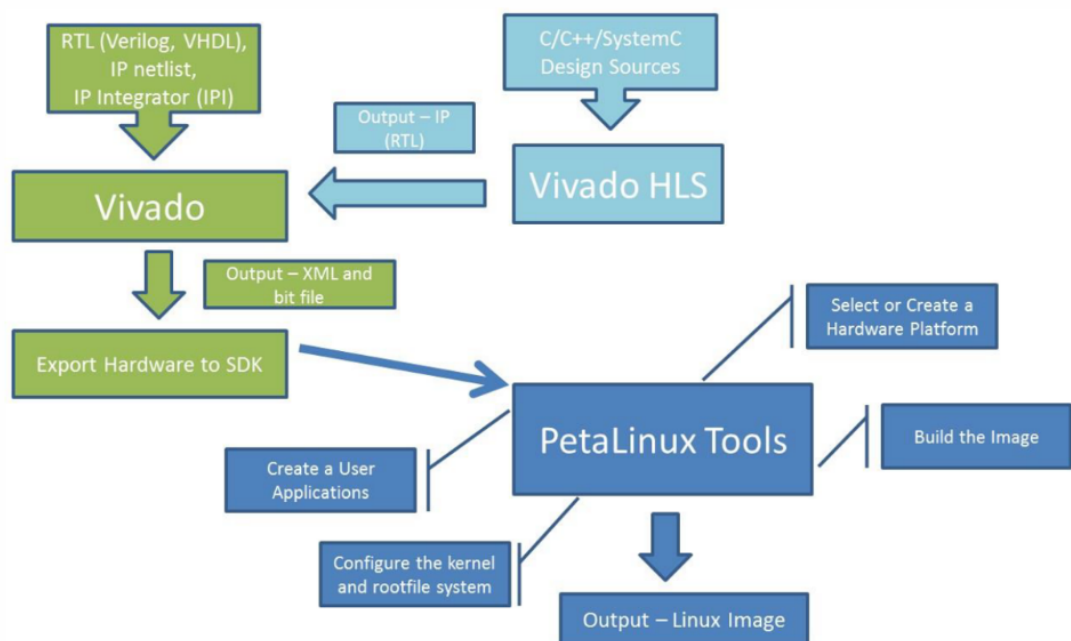 RTL (Verilog, VHDL),
IP netlist,
IP Integrator (IPI)
C/C++/SystemC
Design Sources
Output – IP
(RTL)
Vivado
Vivado HLS
Output – XML and
bit file
Export Hardware to SDK
Select or Create a
Hardware Platform
PetaLinux Tools
Build the Image
Create a User
Applications
Configure the kernel
and rootfile system
Output – Linux Image